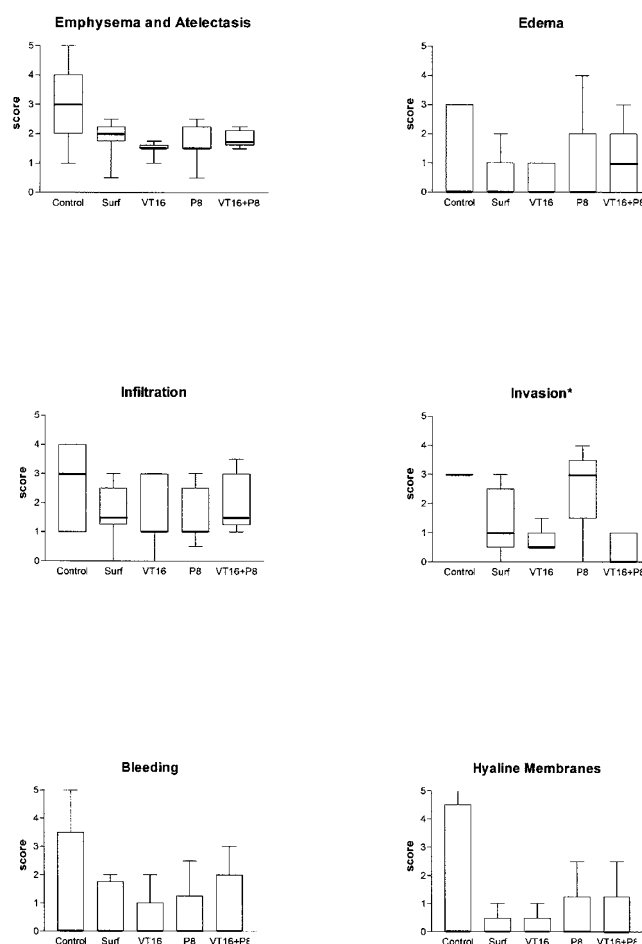 Emphysema and Atelectasis
score
5
4
3
2
1
0
Control Surf VT16 P8 VT16+P8
Edema
score
5
4
3
2
1
0
Control Surf VT16 P8 VT16+P8
Infiltration
score
5
4
3
2
1
0
Control Surf VT16 P8 VT16+P8
Invasion*
score
5
4
3
2
1
0
Control Surf VT16 P8 VT16+P8
Bleeding
score
5
4
3
2
1
0
Control Surf VT16 P8 VT16+P8
Hyaline Membranes
score
5
4
3
2
1
0
Control Surf VT16 P8 VT16+P8